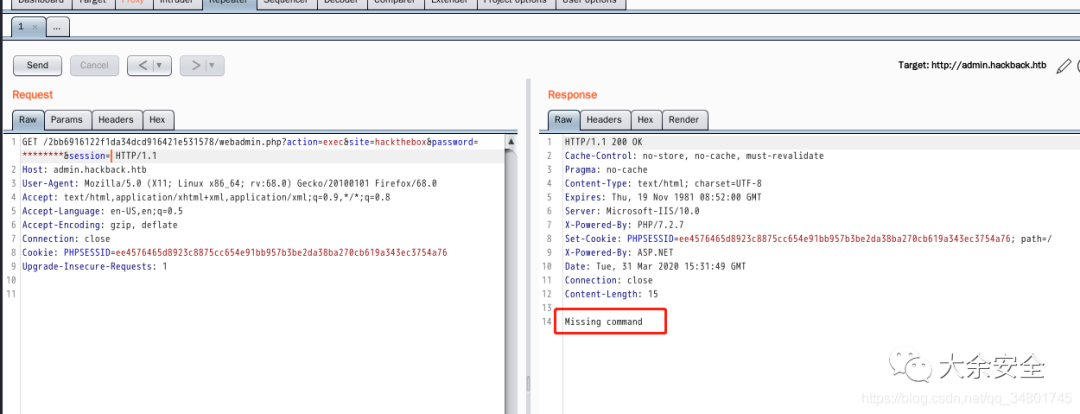 Dashboard Target Proxy Intruder Repeater Sequencer Decoder Comparer Extender Project options User options
1 × ...
Send Cancel < | ▼ > | ▼ Target: http://admin.hackback.htb
Request
Raw Params Headers Hex
1 GET /2bb6916122f1da34dcd916421e531578/webadmin.php?action=exec&site=hackthebox&password=
********&session= HTTP/1.1
2 Host: admin.hackback.htb
3 User-Agent: Mozilla/5.0 (X11; Linux x86_64; rv:68.0) Gecko/20100101 Firefox/68.0
4 Accept: text/html,application/xhtml+xml,application/xml;q=0.9,*/*;q=0.8
5 Accept-Language: en-US,en;q=0.5
6 Accept-Encoding: gzip, deflate
7 Connection: close
8 Cookie: PHPSESSID=ee4576465d8923c8875cc654e91bb957b3be2da38ba270cb619a343ec3754a76
9 Upgrade-Insecure-Requests: 1
10
11
Response
Raw Headers Hex Render
1 HTTP/1.1 200 OK
2 Cache-Control: no-store, no-cache, must-revalidate
3 Pragma: no-cache
4 Content-Type: text/html; charset=UTF-8
5 Expires: Thu, 19 Nov 1981 08:52:00 GMT
6 Server: Microsoft-IIS/10.0
7 X-Powered-By: PHP/7.2.7
8 Set-Cookie: PHPSESSID=ee4576465d8923c8875cc654e91bb957b3be2da38ba270cb619a343ec3754a76; path=/
9 X-Powered-By: ASP.NET
10 Date: Tue, 31 Mar 2020 15:31:49 GMT
11 Connection: close
12 Content-Length: 15
13
14 Missing command
大余安全
https://blog.csdn.net/qq_34801745